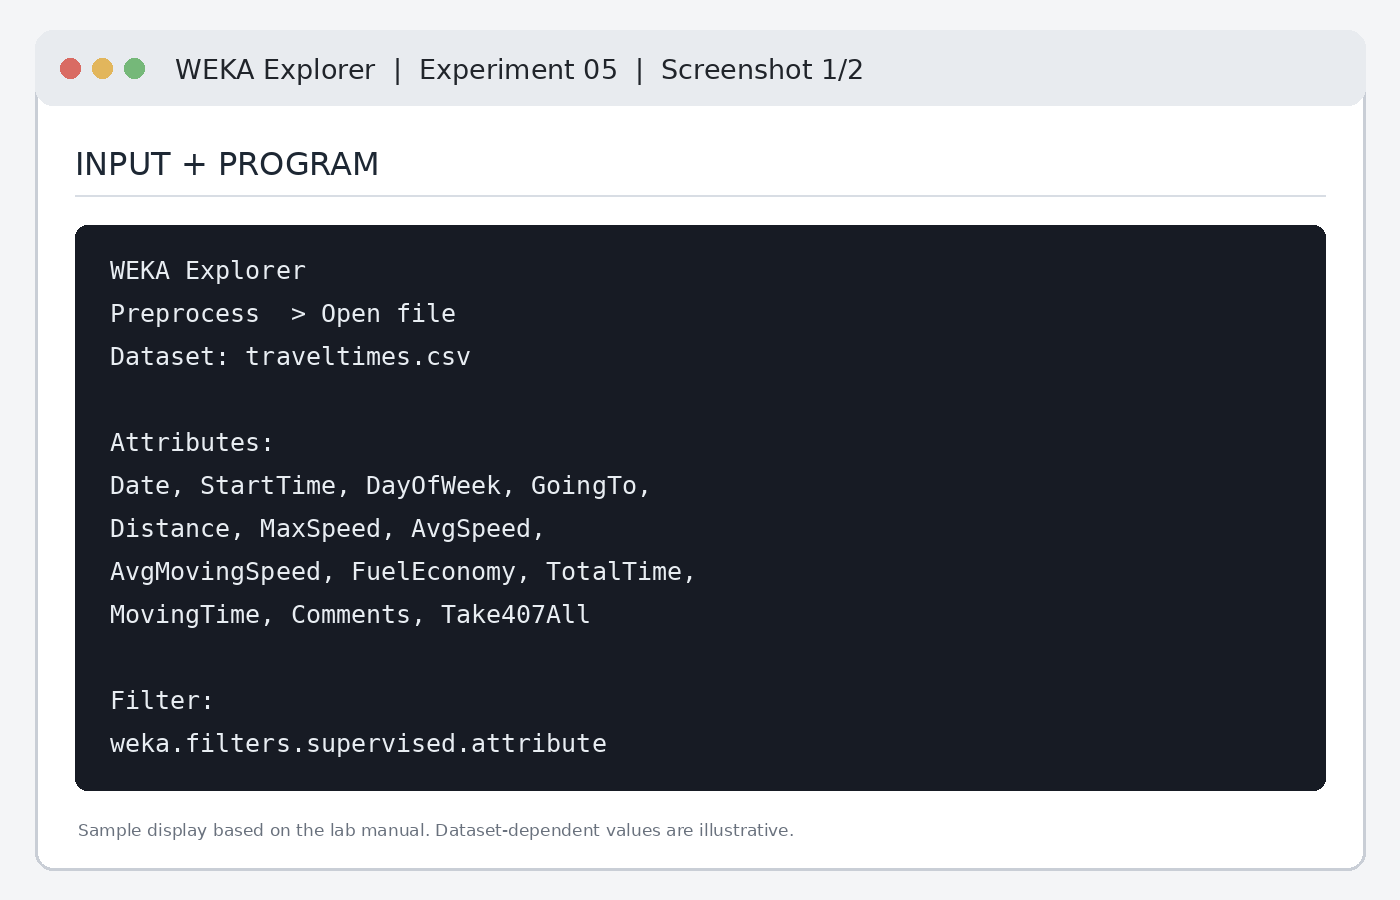 WEKA Explorer | Experiment 05 | Screenshot 1/2
INPUT + PROGRAM
WEKA Explorer
Preprocess  > Open file
Dataset: traveltimes.csv
Attributes:
Date, StartTime, DayOfWeek, GoingTo,
Distance, MaxSpeed, AvgSpeed,
AvgMovingSpeed, FuelEconomy, TotalTime,
MovingTime, Comments, Take407All
Filter:
weka.filters.supervised.attribute
Sample display based on the lab manual. Dataset-dependent values are illustrative.